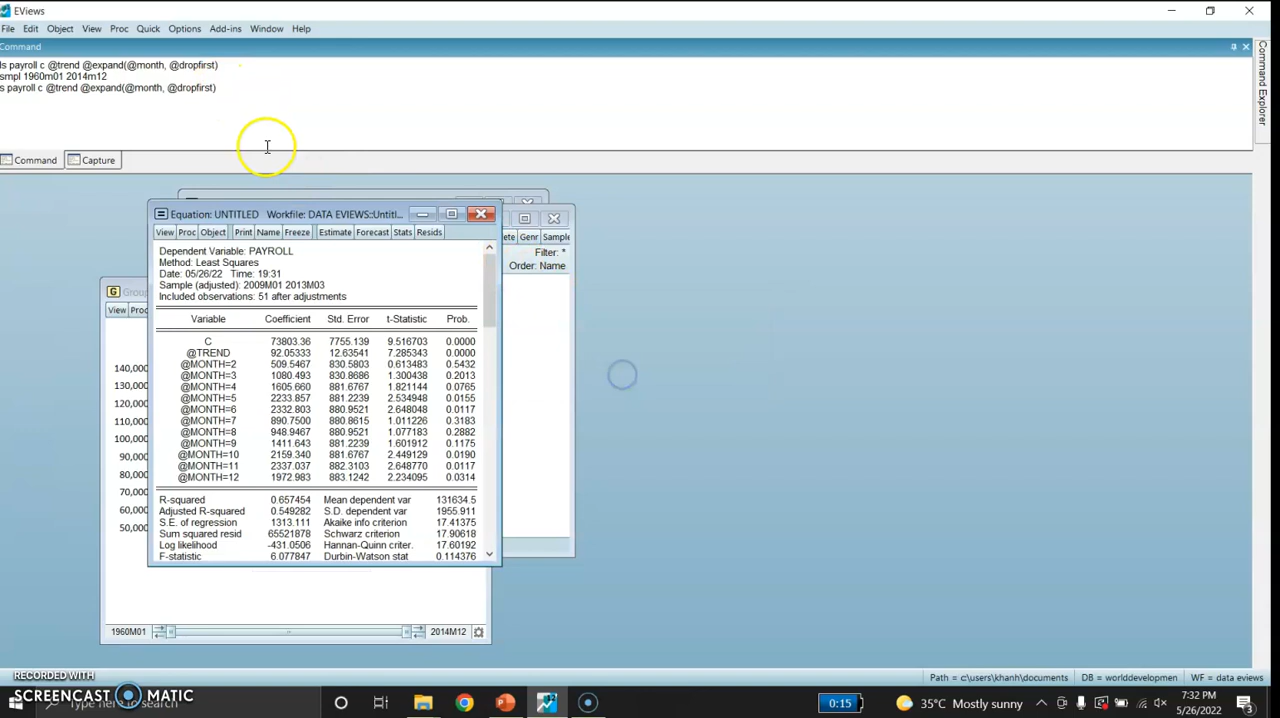 EViews
File Edit Object View Proc Quick Options Add-ins Window Help
Command
ls payroll c @trend @expand(@month, @dropfirst)
smpl 1960m01 2014m12
ls payroll c @trend @expand(@month, @dropfirst)
Command Explorer
Command Capture
Equation: UNTITLED Workfile: DATA EVIEWS::Untitl...
View Proc Object Print Name Freeze Estimate Forecast Stats Resids
Genr Sample
Filter: *
Order: Name
G
View
Dependent Variable: PAYROLL
Method: Least Squares
Date: 05/26/22 Time: 19:31
Sample (adjusted): 2009M01 2013M03
Included observations: 51 after adjustments
Variable Coefficient Std. Error t-Statistic Prob.
C 73803.36 7755.139 9.516703 0.0000
@TREND 92.05333 12.63541 7.285343 0.0000
@MONTH=2 509.5467 830.5803 0.613483 0.5432
@MONTH=3 1080.493 830.8686 1.300438 0.2013
@MONTH=4 1605.660 881.6767 1.821144 0.0765
@MONTH=5 2233.857 881.2239 2.534948 0.0155
@MONTH=6 2332.803 880.9521 2.648048 0.0117
@MONTH=7 890.7500 880.8615 1.011226 0.3183
@MONTH=8 948.9467 880.9521 1.077183 0.2882
@MONTH=9 1411.643 881.2239 1.601912 0.1175
@MONTH=10 2159.340 881.6767 2.449129 0.0190
@MONTH=11 2337.037 882.3103 2.648770 0.0117
@MONTH=12 1972.983 883.1242 2.234095 0.0314
R-squared 0.657454 Mean dependent var 131634.5
Adjusted R-squared 0.549282 S.D. dependent var 1955.911
S.E. of regression 1313.111 Akaike info criterion 17.41375
Sum squared resid 65521878 Schwarz criterion 17.90618
Log likelihood -431.0506 Hannan-Quinn criter. 17.60192
F-statistic 6.077847 Durbin-Watson stat 0.114376
140,000
130,000
120,000
110,000
100,000
90,000
80,000
70,000
60,000
50,000
1960M01 2014M12
Path = c:\users\khanh\documents DB = worlddevelopmen WF = data eviews
RECORDED WITH
SCREENCAST MATIC
Type here to search
0:15
35°C Mostly sunny
7:32 PM
5/26/2022
3